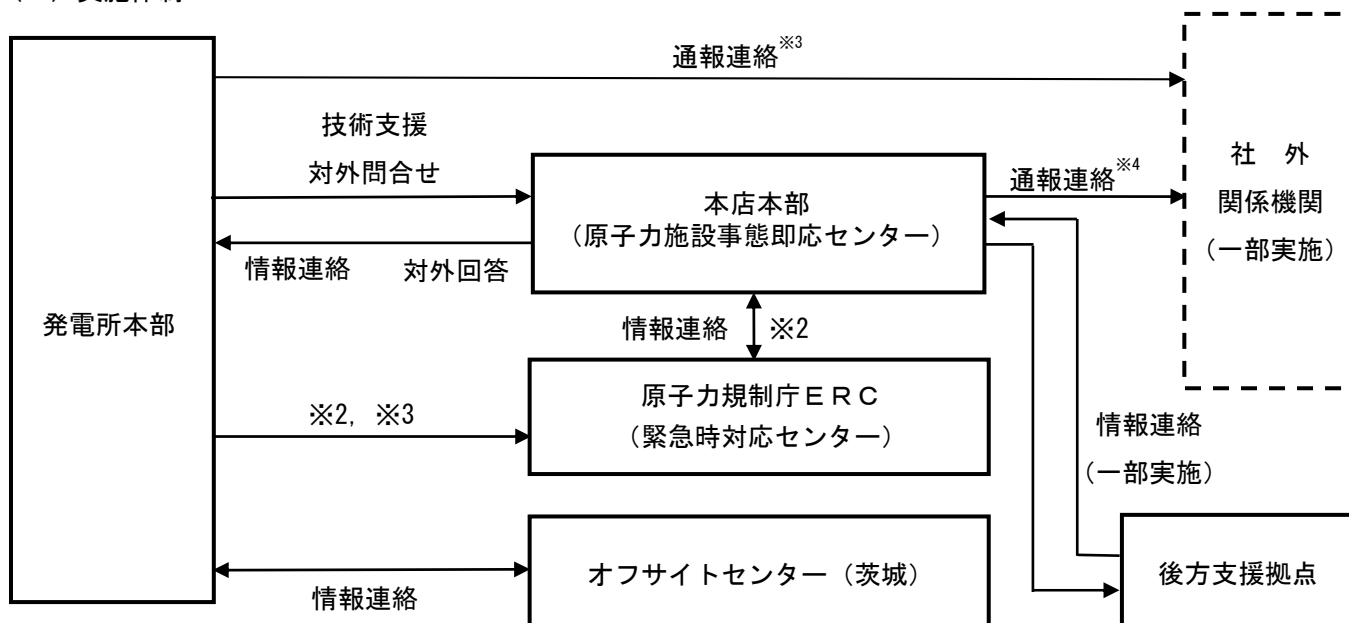 通報連絡※3
技術支援
対外問合せ
社 外
関係機関
（一部実施）
通報連絡※4
本店本部
（原子力施設事態即応センター）
情報連絡 対外回答
発電所本部
情報連絡 ※2
原子力規制庁ＥＲＣ
（緊急時対応センター）
※2，※3
情報連絡
（一部実施）
オフサイトセンター（茨城）
後方支援拠点
情報連絡